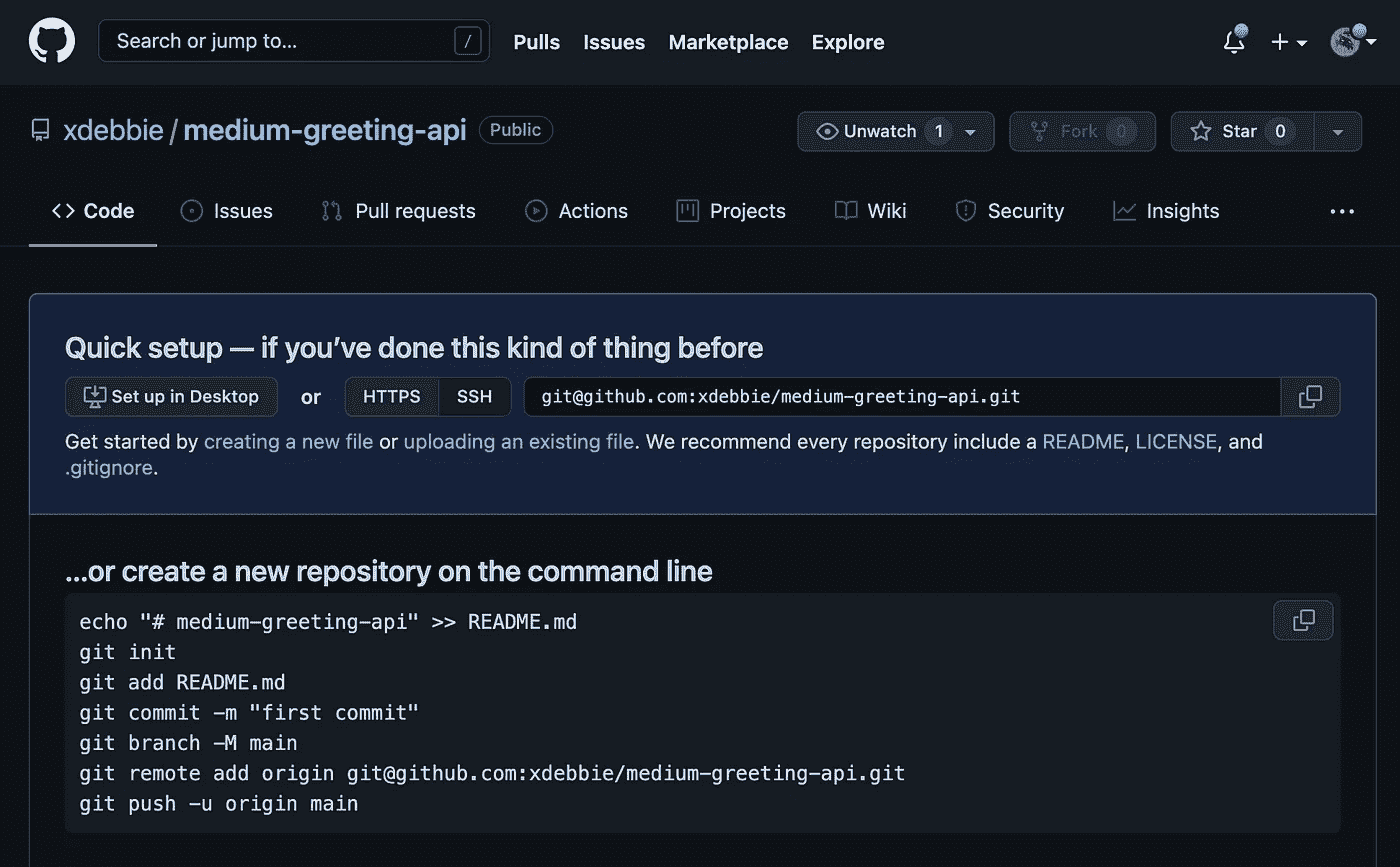 Search or jump to... /
Pulls Issues Marketplace Explore
xdebbie / medium-greeting-api Public
Unwatch 1 Fork 0 Star 0
Code Issues Pull requests Actions Projects Wiki Security Insights
Quick setup — if you’ve done this kind of thing before
Set up in Desktop or HTTPS SSH git@github.com:xdebbie/medium-greeting-api.git
Get started by creating a new file or uploading an existing file. We recommend every repository include a README, LICENSE, and
.gitignore.
...or create a new repository on the command line
echo "# medium-greeting-api" >> README.md
git init
git add README.md
git commit -m "first commit"
git branch -M main
git remote add origin git@github.com:xdebbie/medium-greeting-api.git
git push -u origin main